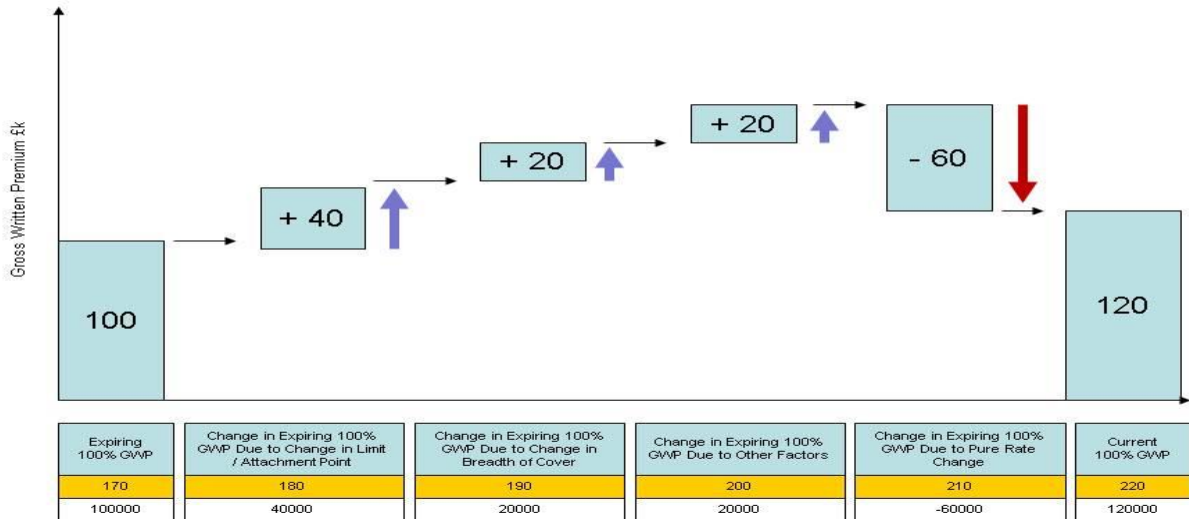 Gross Written Premium £k
100
+ 40
+ 20
+ 20
- 60
120
Expiring
100% GWP
Change in Expiring 100%
GWP Due to Change in Limit
/ Attachment Point
Change in Expiring 100%
GWP Due to Change in
Breadth of Cover
Change in Expiring 100%
GWP Due to Other Factors
Change in Expiring 100%
GWP Due to Pure Rate
Change
Current
100% GWP
170
180
190
200
210
220
100000
40000
20000
20000
-60000
120000